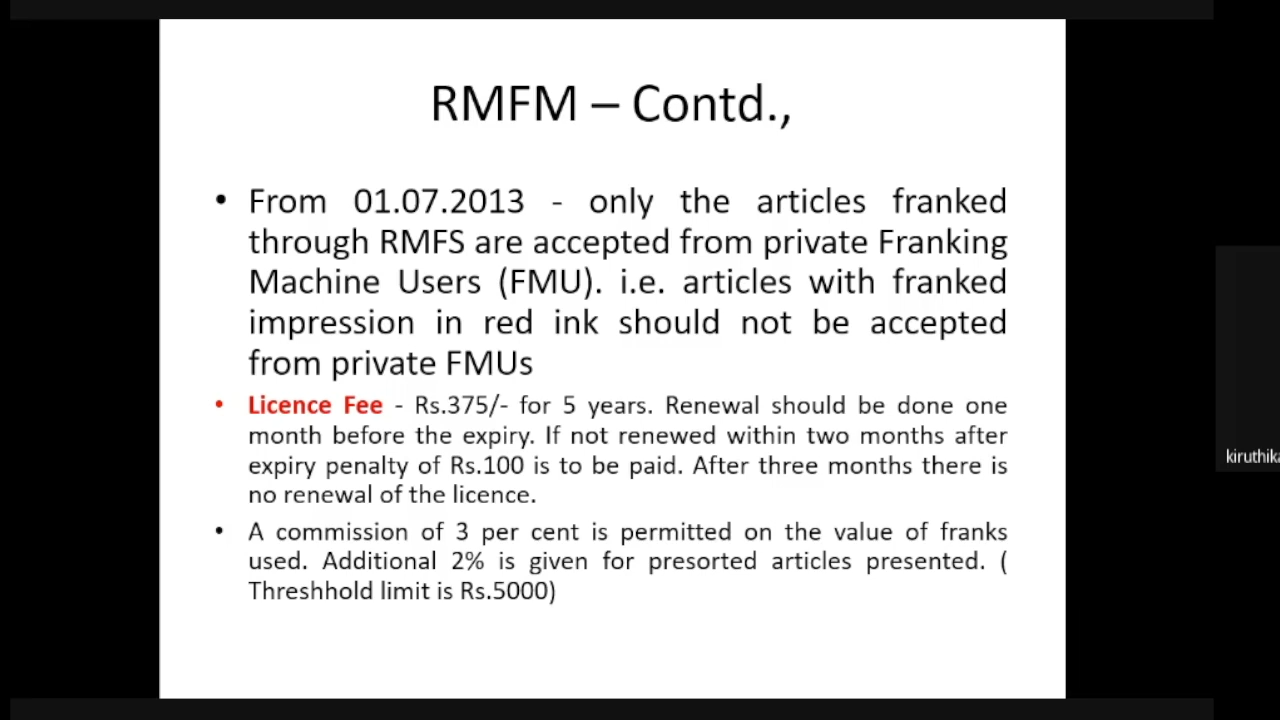 RMFM – Contd.,
• From 01.07.2013 - only the articles franked
through RMFS are accepted from private Franking
Machine Users (FMU). i.e. articles with franked
impression in red ink should not be accepted
from private FMUs
• Licence Fee - Rs.375/- for 5 years. Renewal should be done one
month before the expiry. If not renewed within two months after
expiry penalty of Rs.100 is to be paid. After three months there is
no renewal of the licence.
• A commission of 3 per cent is permitted on the value of franks
used. Additional 2% is given for presorted articles presented. (
Threshhold limit is Rs.5000)
kiruthika